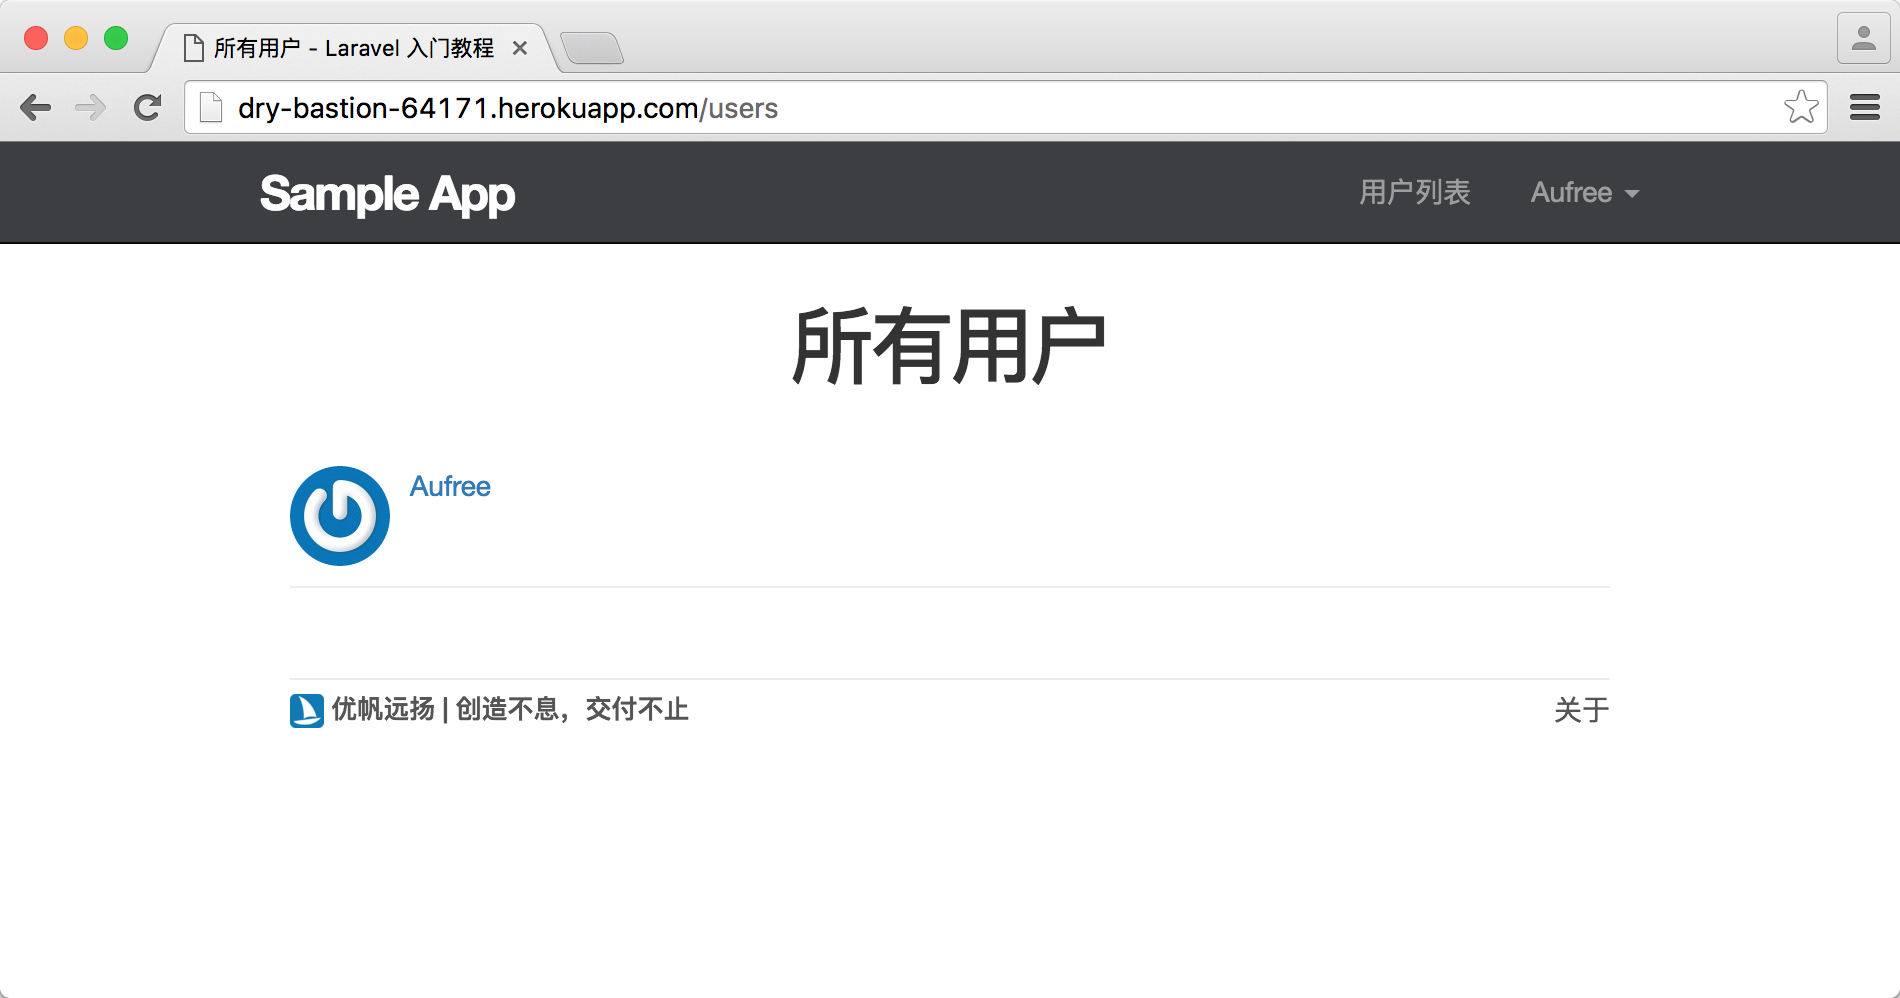 所有用户 - Laravel 入门教程
dry-bastion-64171.herokuapp.com/users
Sample App
用户列表
Aufree
所有用户
Aufree
优帆远扬 | 创造不息，交付不止
关于